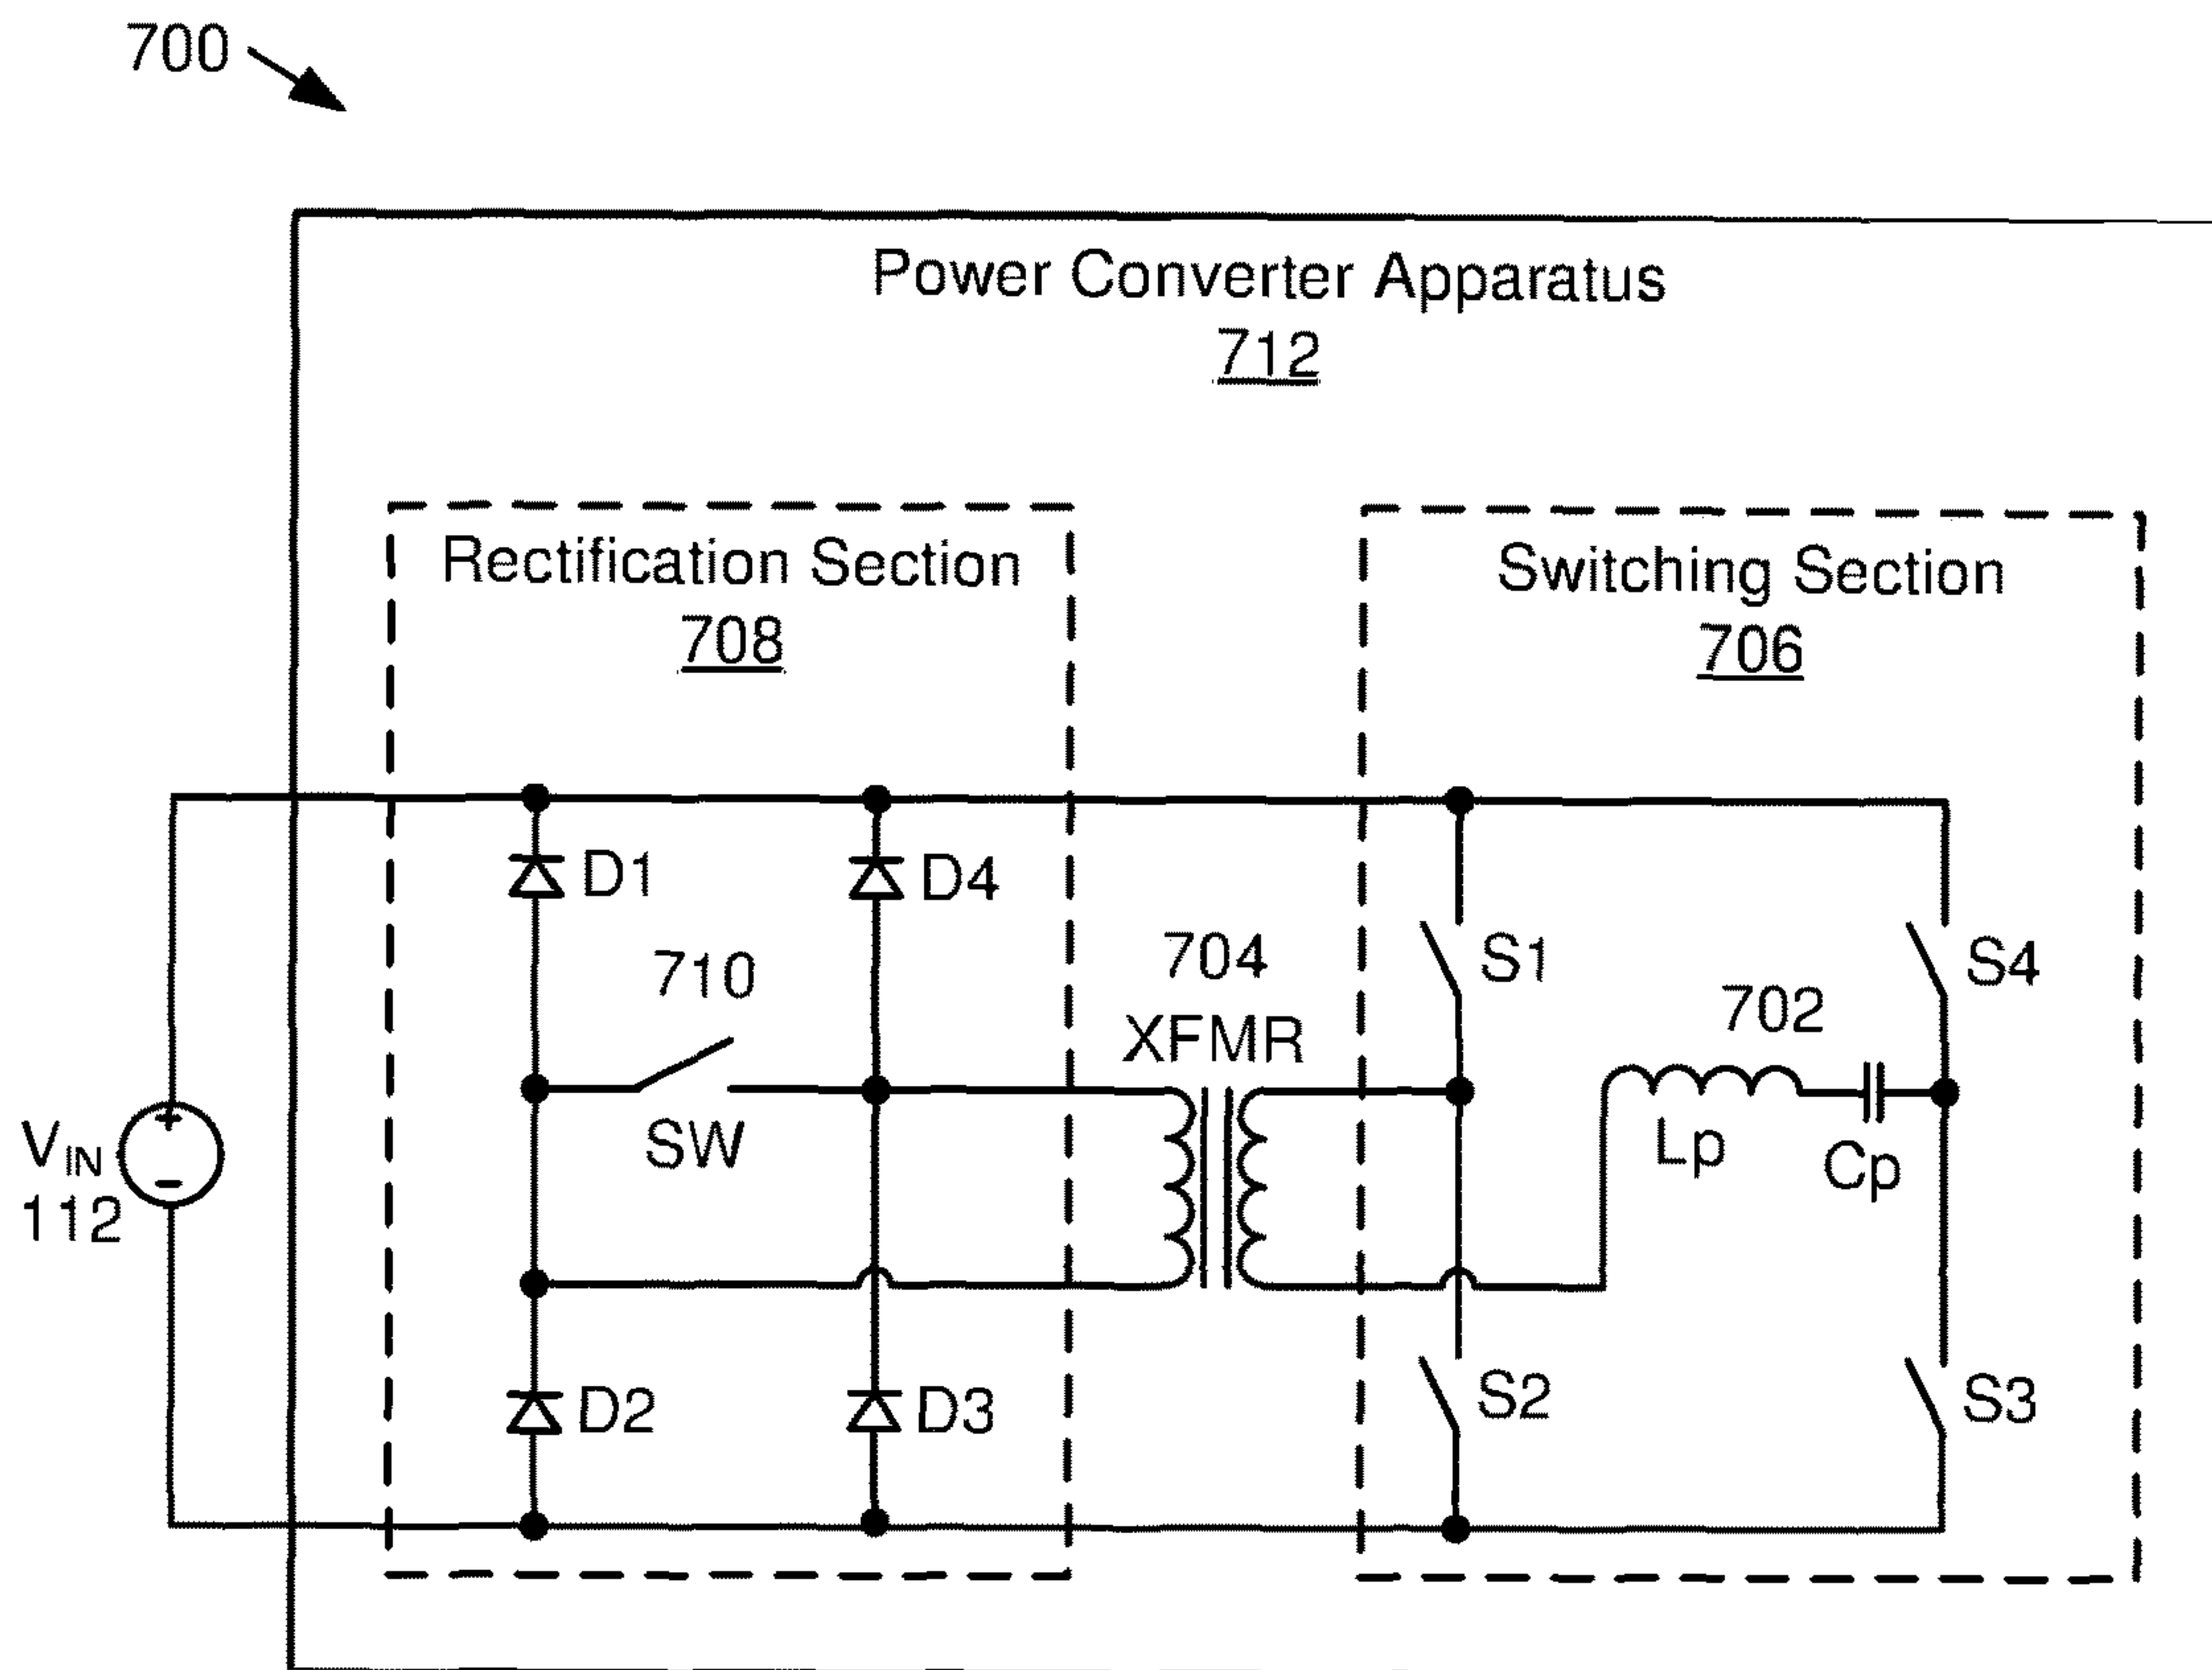 700
Power Converter Apparatus
712
Rectification Section
708
Switching Section
706
D1
D4
710
SW
704
XFMR
S1
S4
702
Lp
Cp
VIN
112
+
−
D2
D3
S2
S3